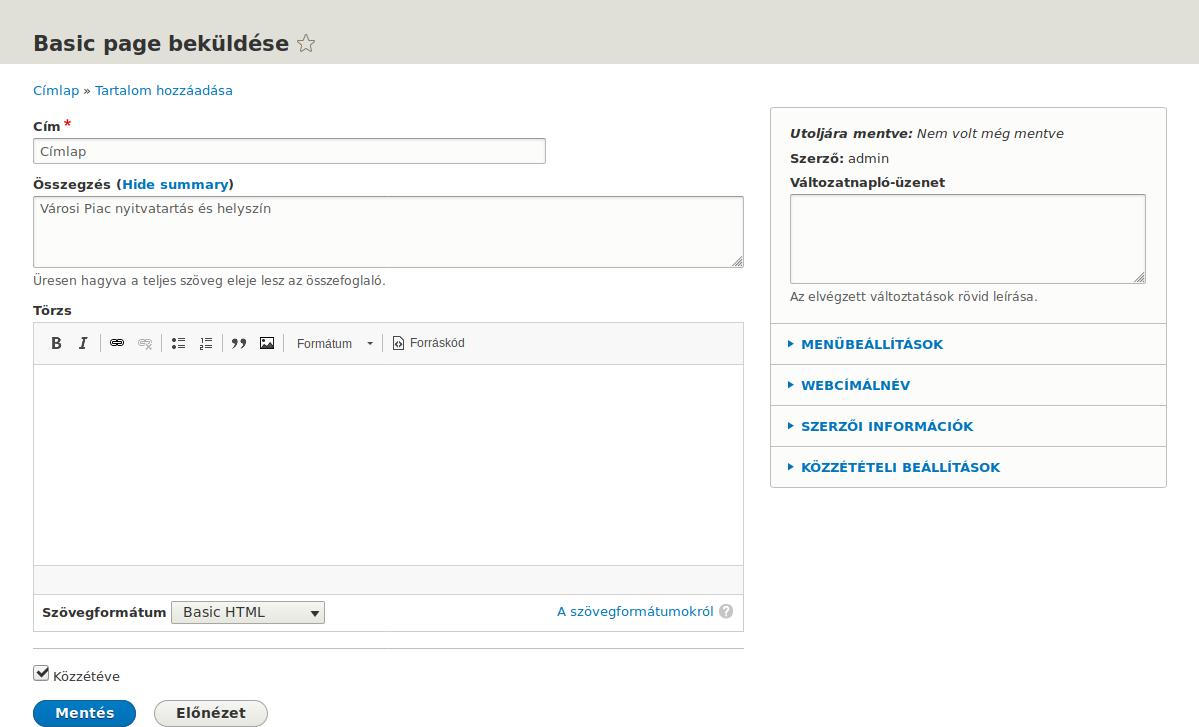 Basic page beküldése
Címlap » Tartalom hozzáadása
Cím *
Címlap
Összegzés (Hide summary)
Városi Piac nyitvatartás és helyszín
Üresen hagyva a teljes szöveg eleje lesz az összefoglaló.
Törzs
B I Formátum Forráskód
Szövegformátum Basic HTML A szövegformátumokról ?
Közzétéve
Mentés Előnézet
Utoljára mentve: Nem volt még mentve
Szerző: admin
Változatnapló-üzenet
Az elvégzett változtatások rövid leírása.
MENÜBEÁLLÍTÁSOK
WEBCÍMÁLNÉV
SZERZŐI INFORMÁCIÓK
KÖZZÉTÉTELI BEÁLLÍTÁSOK